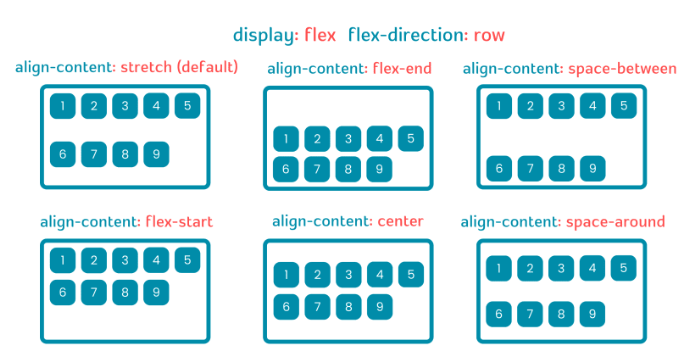 display: flex flex-direction: row
align-content: stretch (default)
1 2 3 4 5
6 7 8 9
align-content: flex-end
1 2 3 4 5
6 7 8 9
align-content: space-between
1 2 3 4 5
6 7 8 9
align-content: flex-start
1 2 3 4 5
6 7 8 9
align-content: center
1 2 3 4 5
6 7 8 9
align-content: space-around
1 2 3 4 5
6 7 8 9